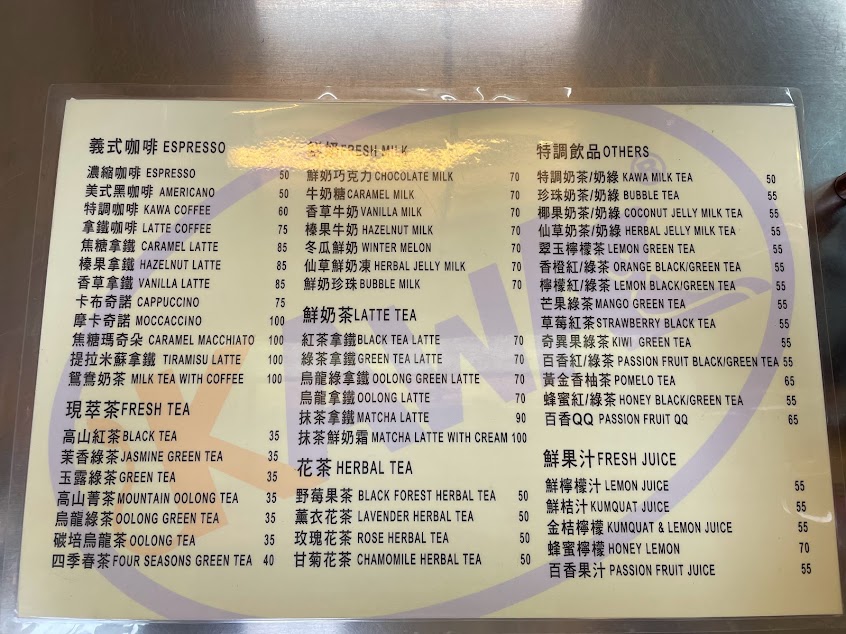 義式咖啡 ESPRESSO
濃縮咖啡 ESPRESSO 50
美式黑咖啡 AMERICANO 50
特調咖啡 KAWA COFFEE 60
拿鐵咖啡 LATTE COFFEE 75
焦糖拿鐵 CARAMEL LATTE 85
榛果拿鐵 HAZELNUT LATTE 85
香草拿鐵 VANILLA LATTE 85
卡布奇諾 CAPPUCCINO 75
摩卡奇諾 MOCCACCINO 100
焦糖瑪奇朵 CARAMEL MACCHIATO 100
提拉米蘇拿鐵 TIRAMISU LATTE 100
鴛鴦奶茶 MILK TEA WITH COFFEE 100
現萃茶 FRESH TEA
高山紅茶 BLACK TEA 35
茉香綠茶 JASMINE GREEN TEA 35
玉露綠茶 GREEN TEA 35
高山菁茶 MOUNTAIN OOLONG TEA 35
烏龍綠茶 OOLONG GREEN TEA 35
碳培烏龍茶 OOLONG TEA 35
四季春茶 FOUR SEASONS GREEN TEA 40
鮮奶 FRESH MILK
鮮奶巧克力 CHOCOLATE MILK 70
牛奶糖 CARAMEL MILK 70
香草牛奶 VANILLA MILK 70
榛果牛奶 HAZELNUT MILK 70
冬瓜鮮奶 WINTER MELON 70
仙草鮮奶凍 HERBAL JELLY MILK 70
鮮奶珍珠 BUBBLE MILK 70
鮮奶茶 LATTE TEA
紅茶拿鐵 BLACK TEA LATTE 70
綠茶拿鐵 GREEN TEA LATTE 70
烏龍綠拿鐵 OOLONG GREEN LATTE 70
烏龍拿鐵 OOLONG LATTE 70
抹茶拿鐵 MATCHA LATTE 90
抹茶鮮奶霜 MATCHA LATTE WITH CREAM 100
花茶 HERBAL TEA
野莓果茶 BLACK FOREST HERBAL TEA 50
薰衣花茶 LAVENDER HERBAL TEA 50
玫瑰花茶 ROSE HERBAL TEA 50
甘菊花茶 CHAMOMILE HERBAL TEA 50
特調飲品 OTHERS
特調奶茶/奶綠 KAWA MILK TEA 50
珍珠奶茶/奶綠 BUBBLE TEA 55
椰果奶茶/奶綠 COCONUT JELLY MILK TEA 55
仙草奶茶/奶綠 HERBAL JELLY MILK TEA 55
翠玉檸檬茶 LEMON GREEN TEA 55
香橙紅/綠茶 ORANGE BLACK/GREEN TEA 55
檸檬紅/綠茶 LEMON BLACK/GREEN TEA 55
芒果綠茶 MANGO GREEN TEA 55
草莓紅茶 STRAWBERRY BLACK TEA 55
奇異果綠茶 KIWI GREEN TEA 55
百香紅/綠茶 PASSION FRUIT BLACK/GREEN TEA 55
黃金香柚茶 POMELO TEA 65
蜂蜜紅/綠茶 HONEY BLACK/GREEN TEA 55
百香QQ PASSION FRUIT QQ 65
鮮果汁 FRESH JUICE
鮮檸檬汁 LEMON JUICE 55
鮮桔汁 KUMQUAT JUICE 55
金桔檸檬 KUMQUAT & LEMON JUICE 55
蜂蜜檸檬 HONEY LEMON 70
百香果汁 PASSION FRUIT JUICE 55
KAWA
®